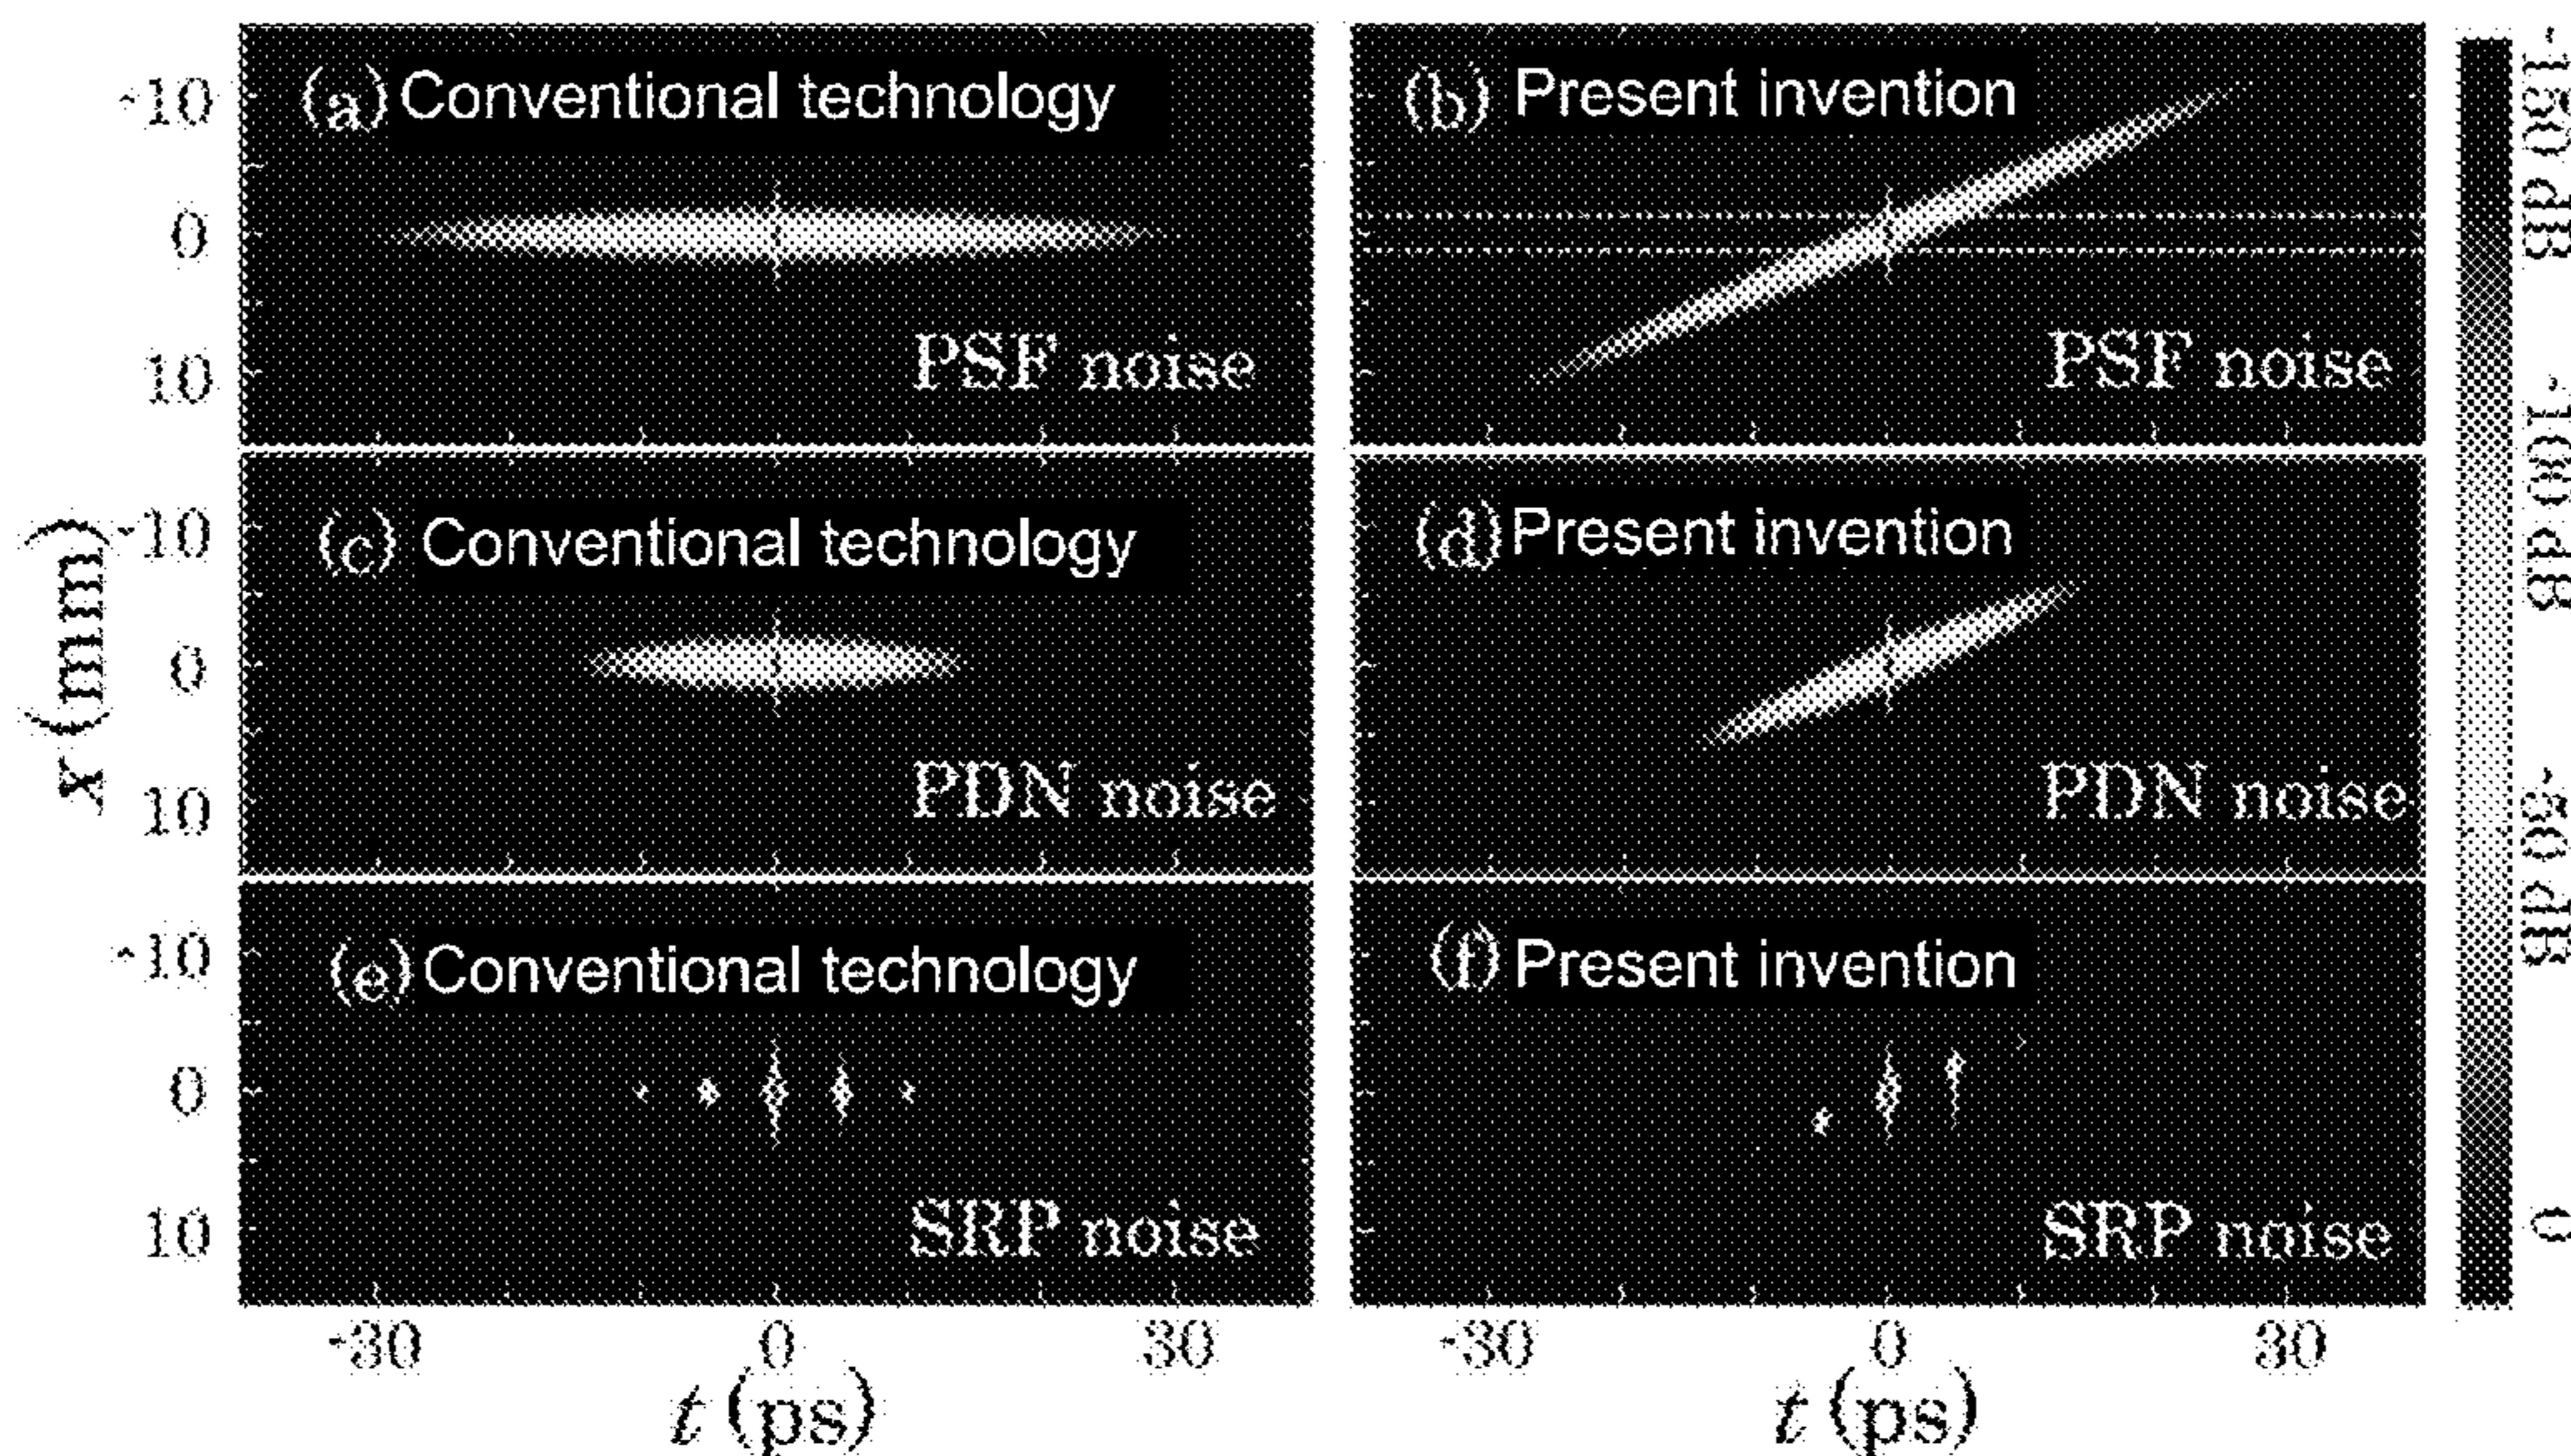 (a) Conventional technology
(b) Present invention
-10
0
10
PSF noise
PSF noise
(c) Conventional technology
(d) Present invention
-10
0
10
PDN noise
PDN noise
(e) Conventional technology
(f) Present invention
-10
0
10
SRP noise
SRP noise
x (mm)
-30
0
30
-30
0
30
t (ps)
t (ps)
-150 dB
-100 dB
-50 dB
0